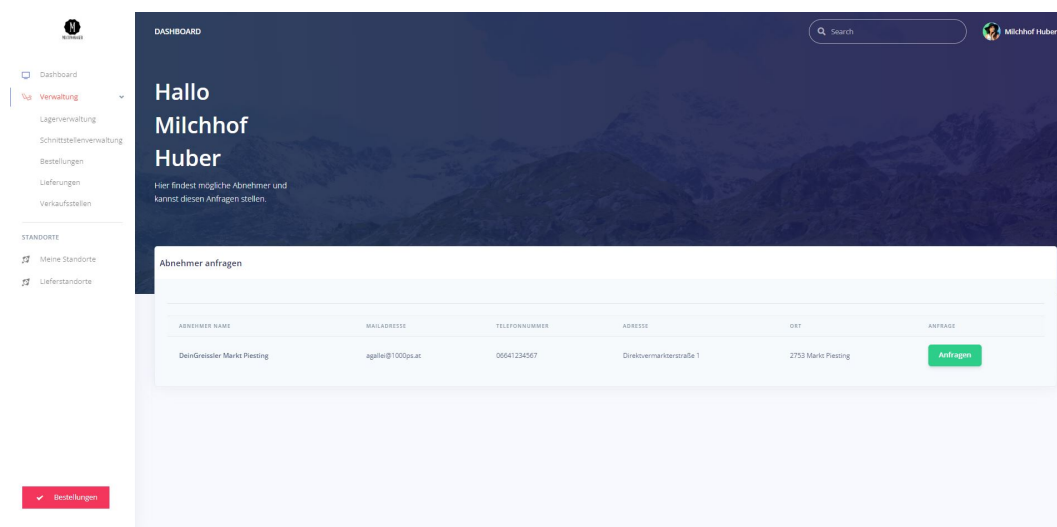 M
DASHBOARD
Search
Milchhof Huber
Dashboard
Verwaltung
Lagerverwaltung
Schnittstellenverwaltung
Bestellungen
Lieferungen
Verkaufsstellen
STANDORTE
Meine Standorte
Lieferstandorte
Bestellungen
Hallo
Milchhof
Huber
Hier findest mögliche Abnehmer und
kannst diesen Anfragen stellen.
Abnehmer anfragen
ABNEHMER NAME MAILADRESSE TELEFONNUMMER ADRESSE ORT ANFRAGE
DeinGreissler Markt Piesting agallei@1000ps.at 06641234567 Direktvermarkterstraße 1 2753 Markt Piesting Anfragen